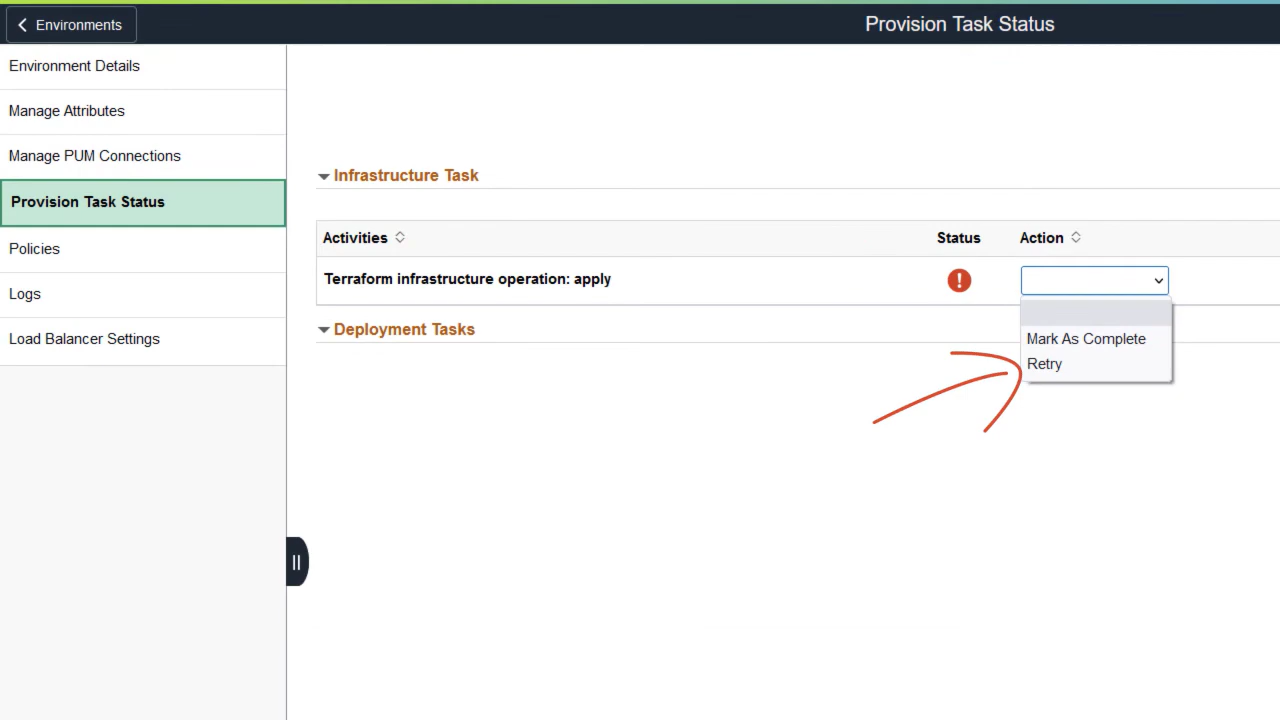 Environments
Provision Task Status
Environment Details
Manage Attributes
Manage PUM Connections
Provision Task Status
Policies
Logs
Load Balancer Settings
Infrastructure Task
Activities Status Action
Terraform infrastructure operation: apply
Mark As Complete
Retry
Deployment Tasks